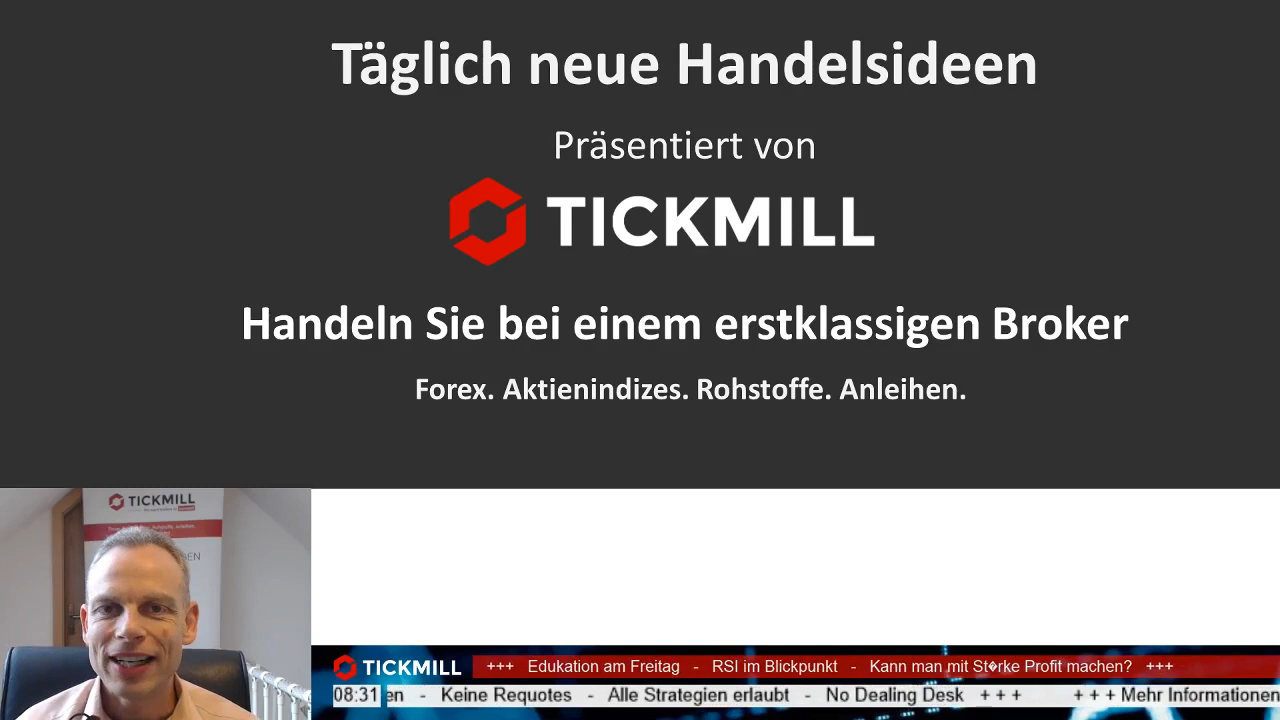 Täglich neue Handelsideen
Präsentiert von
TICKMILL
Handeln Sie bei einem erstklassigen Broker
Forex. Aktienindizes. Rohstoffe. Anleihen.
TICKMILL
TICKMILL
+++ Edukation am Freitag - RSI im Blickpunkt - Kann man mit St�rke Profit machen? +++
08:31 en - Keine Requotes - Alle Strategien erlaubt - No Dealing Desk +++ +++ Mehr Informationen